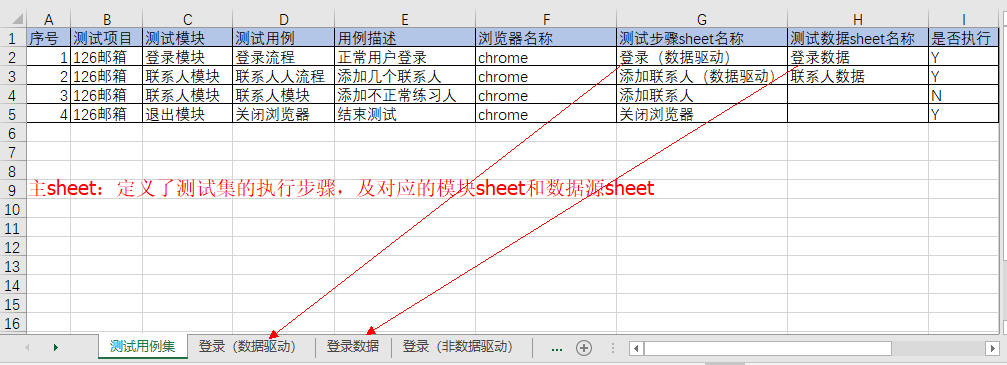 A B C D E F G H I
1 序号 测试项目 测试模块 测试用例 用例描述 浏览器名称 测试步骤sheet名称 测试数据sheet名称 是否执行
2 1 126邮箱 登录模块 登录流程 正常用户登录 chrome 登录（数据驱动） 登录数据 Y
3 2 126邮箱 联系人模块 联系人人流程 添加几个联系人 chrome 添加联系人（数据驱动） 联系人数据 Y
4 3 126邮箱 联系人模块 联系人模块 添加不正常练习人 chrome 添加联系人 N
5 4 126邮箱 退出模块 关闭浏览器 结束测试 chrome 关闭浏览器 Y
6
7
8
9 主sheet：定义了测试集的执行步骤，及对应的模块sheet和数据源sheet
10
11
12
13
14
15
16
测试用例集 登录（数据驱动） 登录数据 登录（非数据驱动） ...